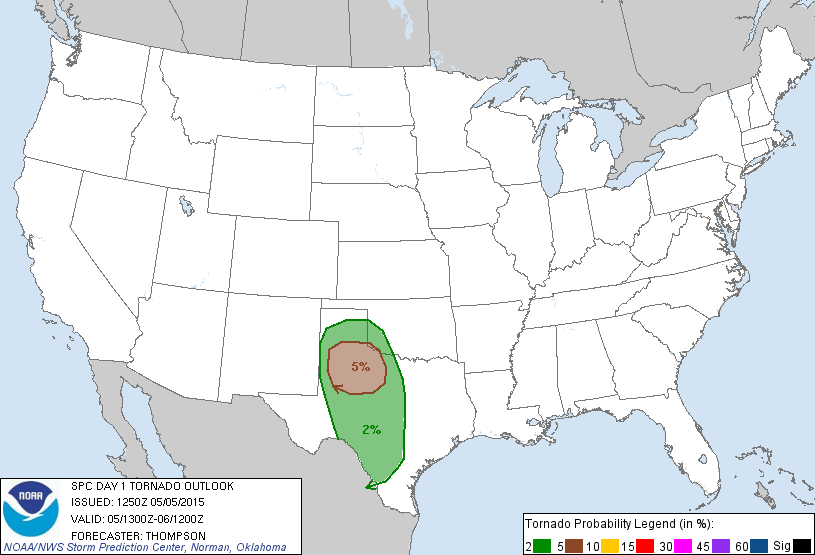 5%
2%
NOAA
SPC DAY 1 TORNADO OUTLOOK
ISSUED: 1250Z 05/05/2015
VALID: 05/1300Z-06/1200Z
FORECASTER: THOMPSON
NOAA/NWS Storm Prediction Center, Norman, Oklahoma
Tornado Probability Legend (in %):
2 5 10 15 30 45 60 Sig